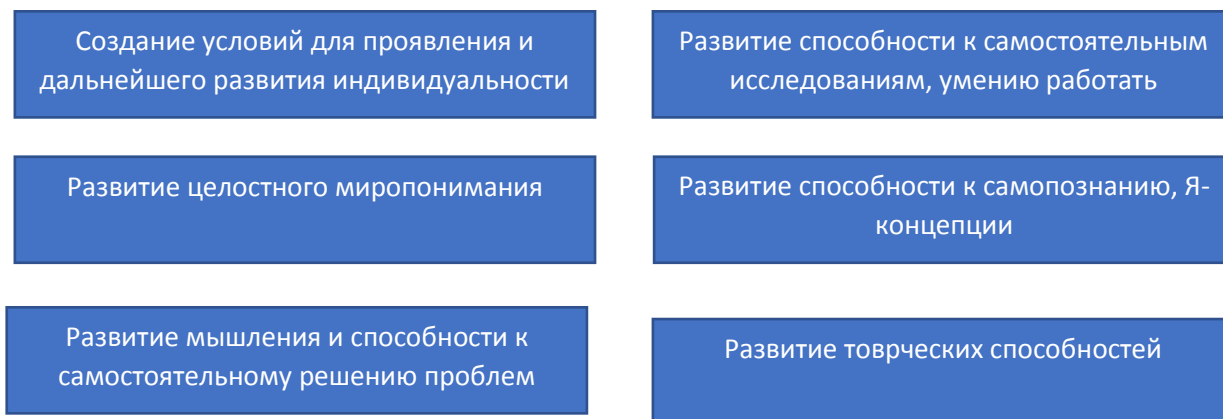 Создание условий для проявления и
дальнейшего развития индивидуальности
Развитие способности к самостоятельным
исследованиям, умению работать
Развитие целостного миропонимания
Развитие способности к самопознанию, Я-
концепции
Развитие мышления и способности к
самостоятельному решению проблем
Развитие товрческих способностей